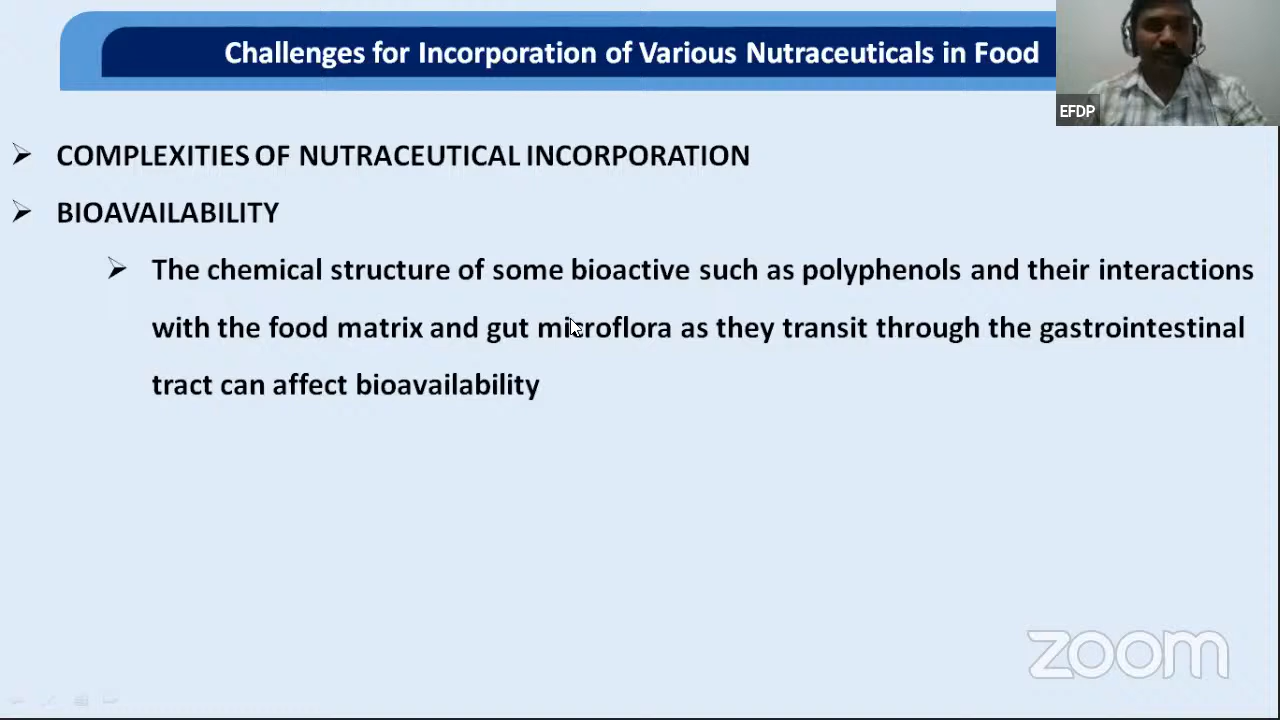 Challenges for Incorporation of Various Nutraceuticals in Food
EFDP
COMPLEXITIES OF NUTRACEUTICAL INCORPORATION
BIOAVAILABILITY
The chemical structure of some bioactive such as polyphenols and their interactions
with the food matrix and gut microflora as they transit through the gastrointestinal
tract can affect bioavailability
zoom